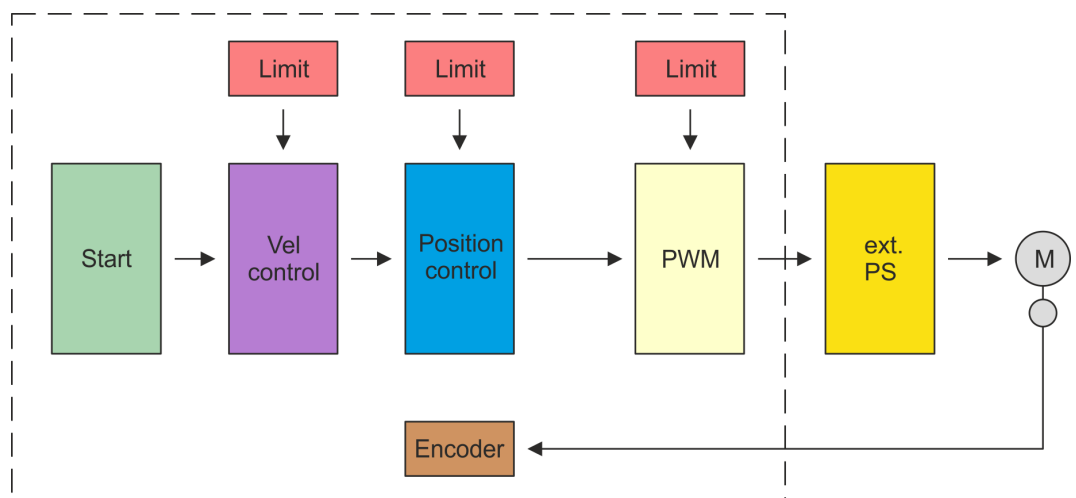 Limit
Limit
Limit
Start
Vel
control
Position
control
PWM
ext.
PS
M
Encoder